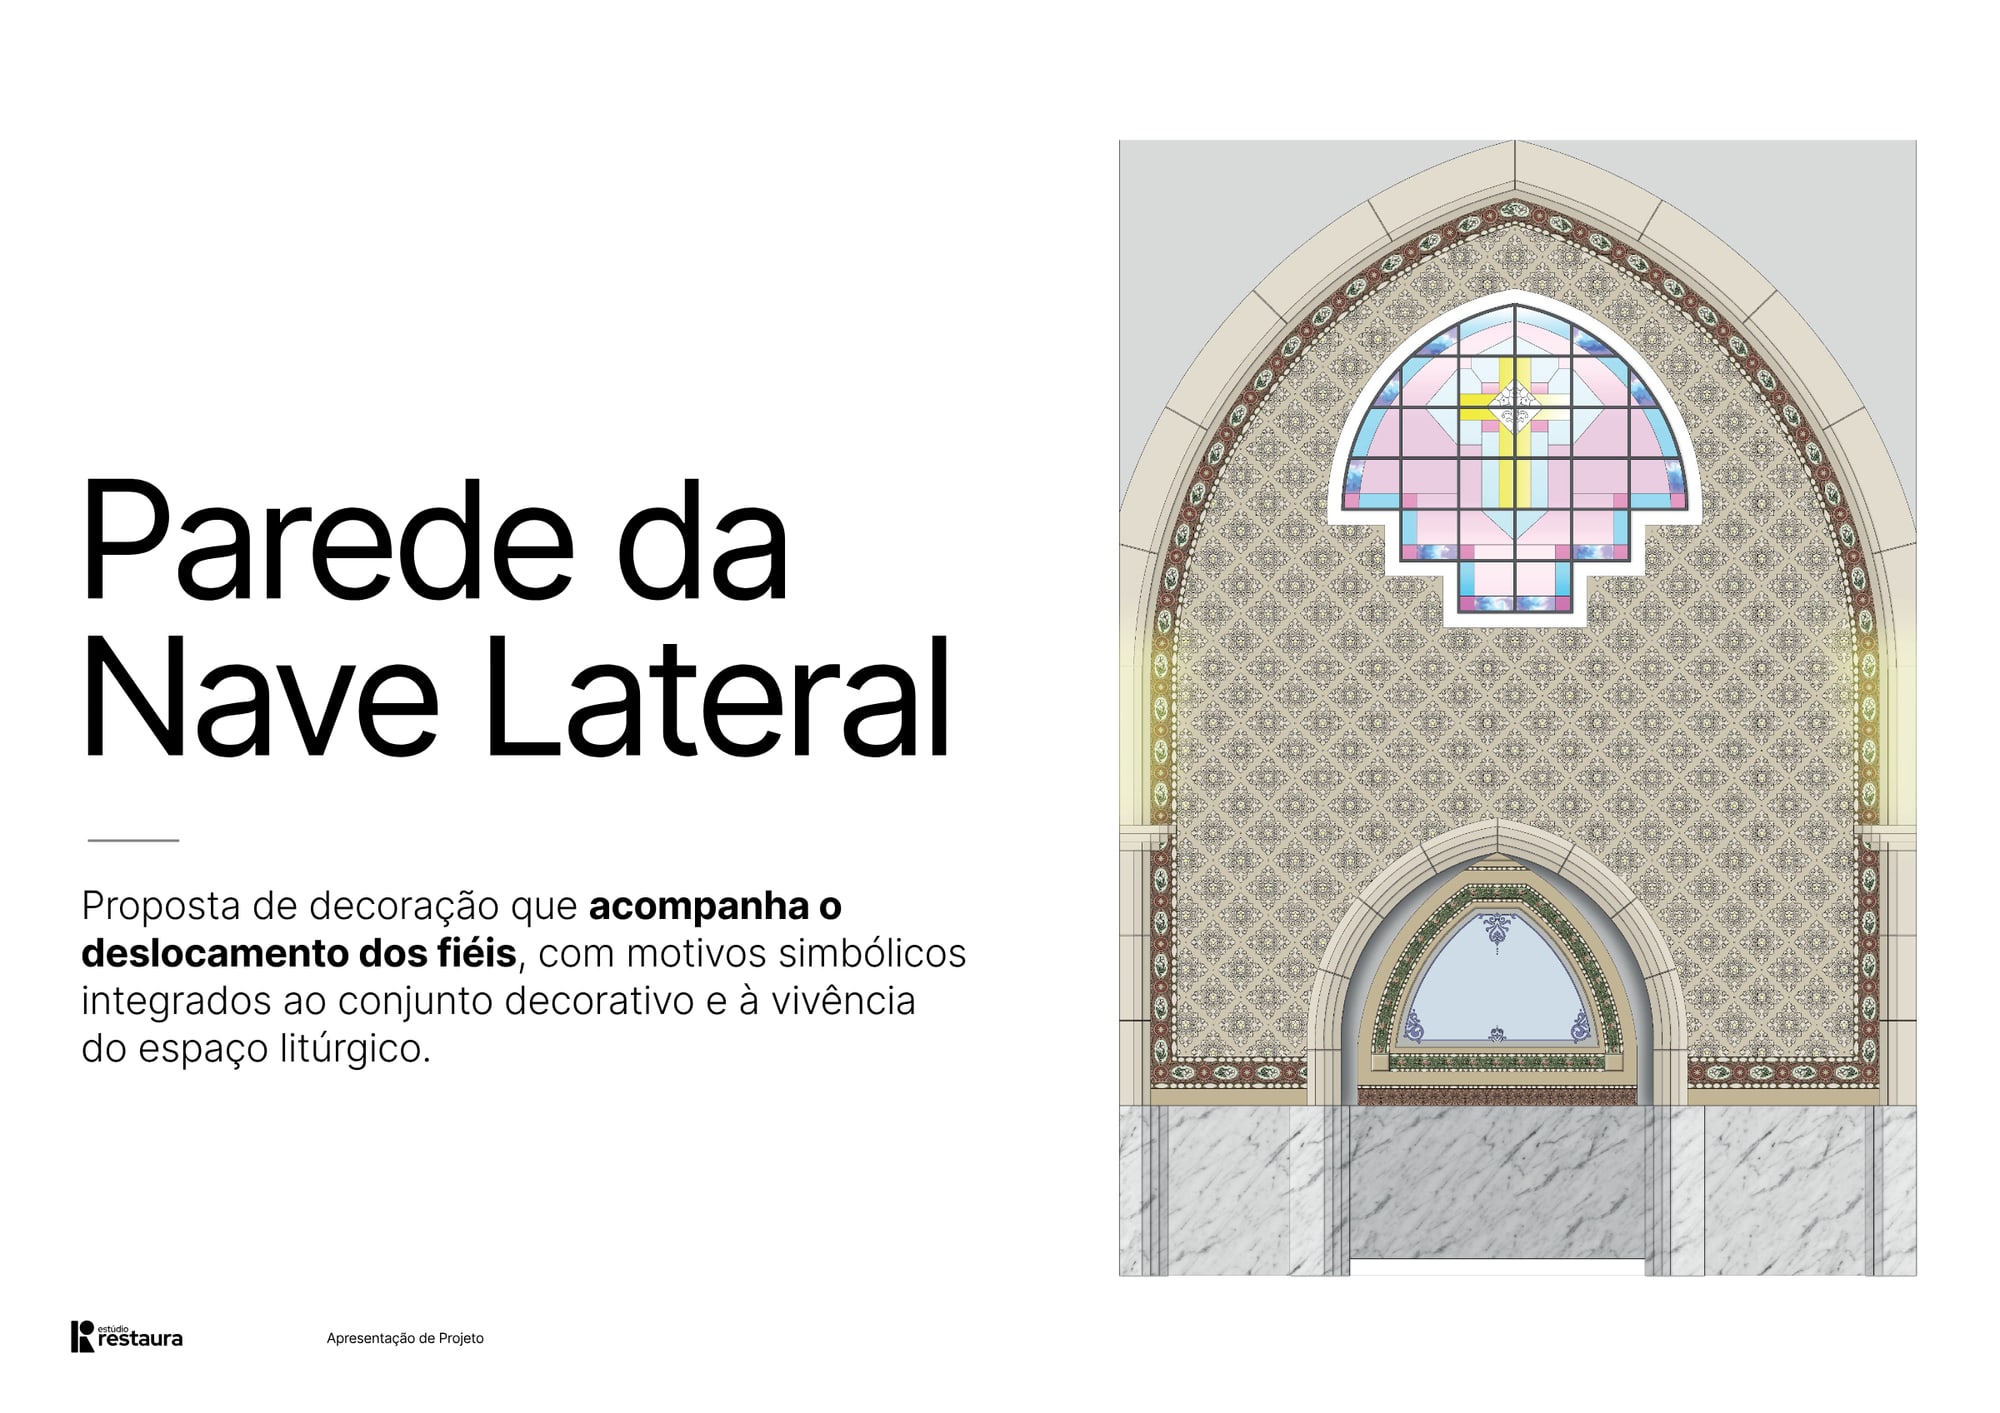 Parede da
Nave Lateral
Proposta de decoração que acompanha o
deslocamento dos fiéis, com motivos simbólicos
integrados ao conjunto decorativo e à vivência
do espaço litúrgico.
estúdio
restaura
Apresentação de Projeto